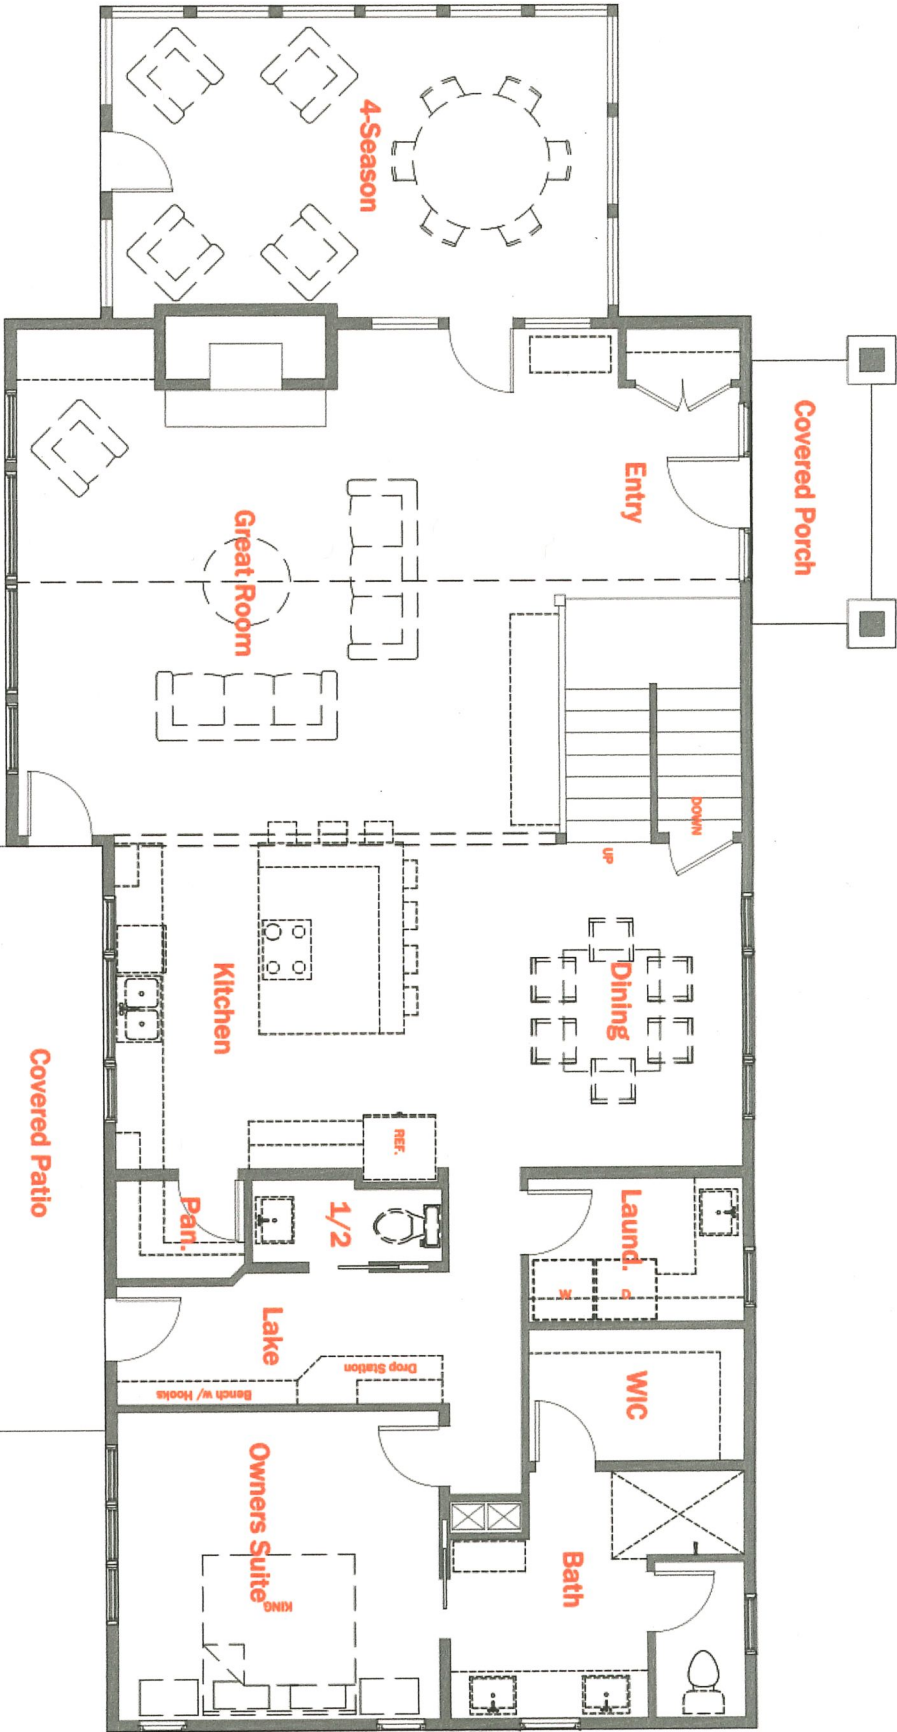 4-Season
Covered Porch
Entry
Great Room
DOWN
UP
Dining
Kitchen
Covered Patio
REF.
Pan.
1/2
Laund.
W
D
Lake
Drop Station
Bench w/ Hooks
WIC
Owners Suite
KING
Bath